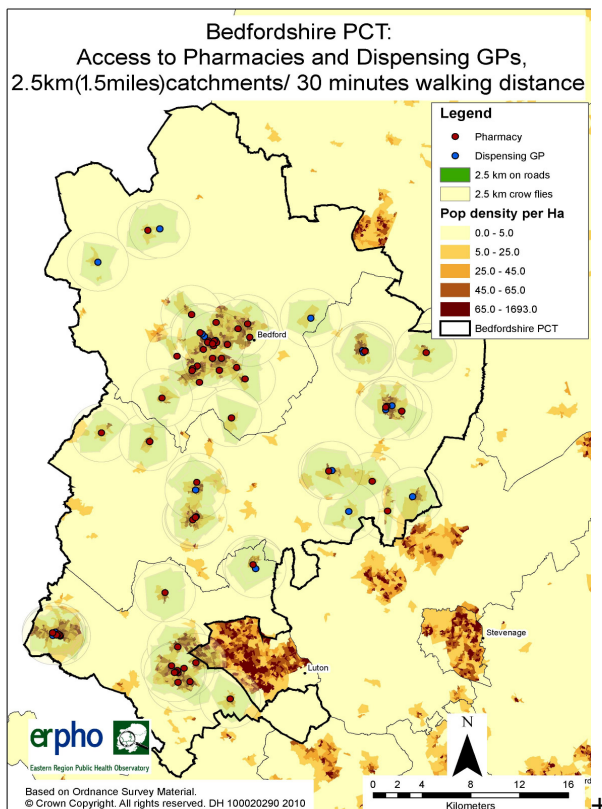 Bedfordshire PCT:
Access to Pharmacies and Dispensing GPs,
2.5km(1.5miles)catchments/ 30 minutes walking distance
Legend
Pharmacy
Dispensing GP
2.5 km on roads
2.5 km crow flies
Pop density per Ha
0.0 - 5.0
5.0 - 25.0
25.0 - 45.0
45.0 - 65.0
65.0 - 1693.0
Bedfordshire PCT
Bedford
Stevenage
Luton
erpho
Eastern Region Public Health Observatory
N
Based on Ordnance Survey Material.
© Crown Copyright. All rights reserved. DH 100020290 2010
0 2 4 8 12 16
Kilometers